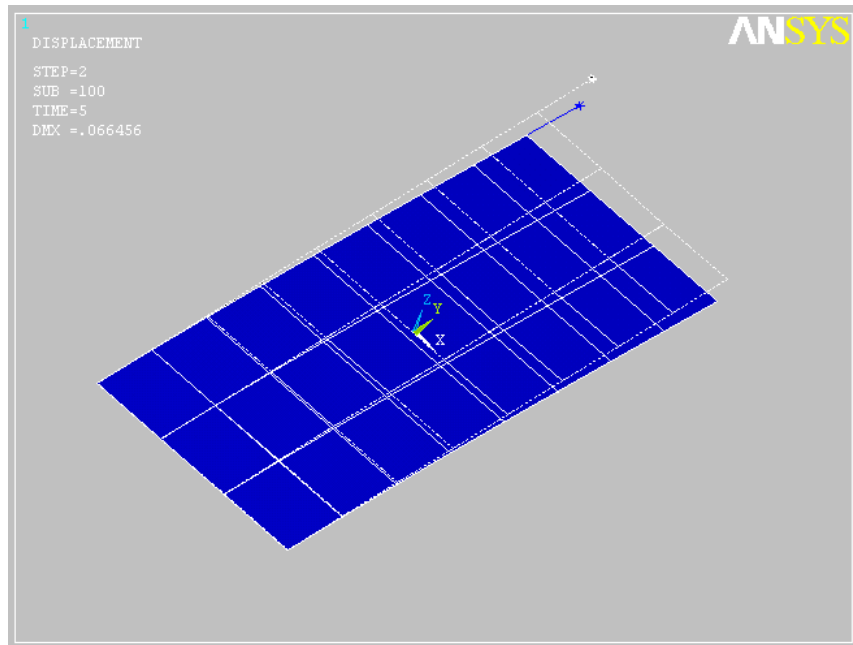 1
ANSYS
DISPLACEMENT
STEP=2
SUB =100
TIME=5
DMX =.066456
Z
Y
X